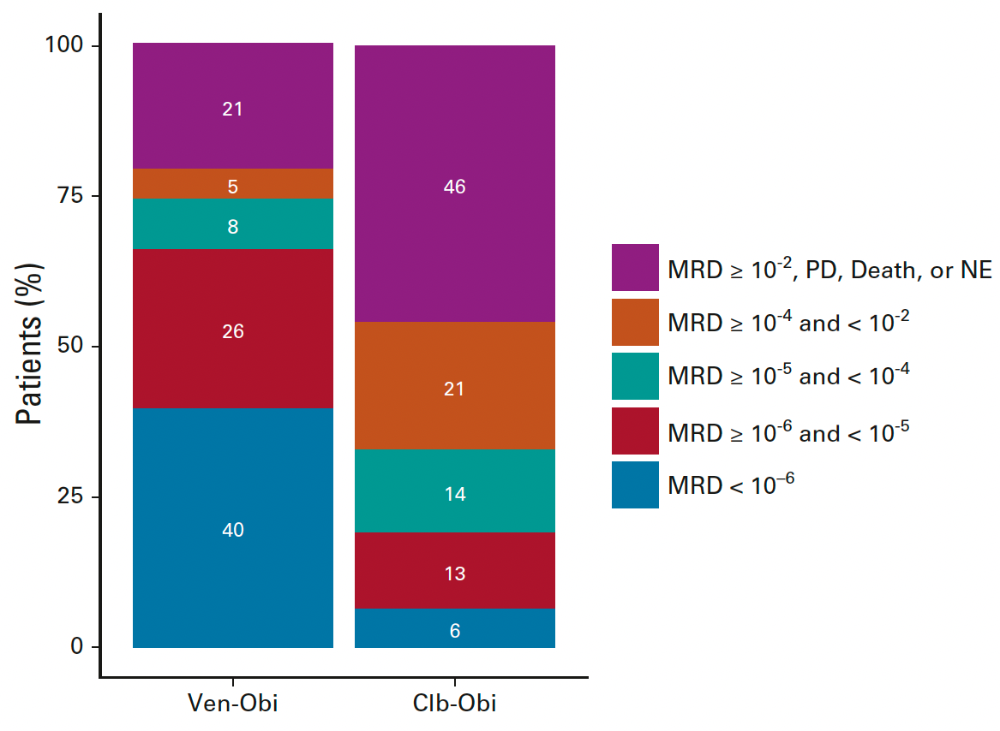 Patients (%)
100
75
50
25
0
21
5
8
26
40
46
21
14
13
6
Ven-Obi
Clb-Obi
MRD ≥ 10⁻², PD, Death, or NE
MRD ≥ 10⁻⁴ and < 10⁻²
MRD ≥ 10⁻⁵ and < 10⁻⁴
MRD ≥ 10⁻⁶ and < 10⁻⁵
MRD < 10⁻⁶